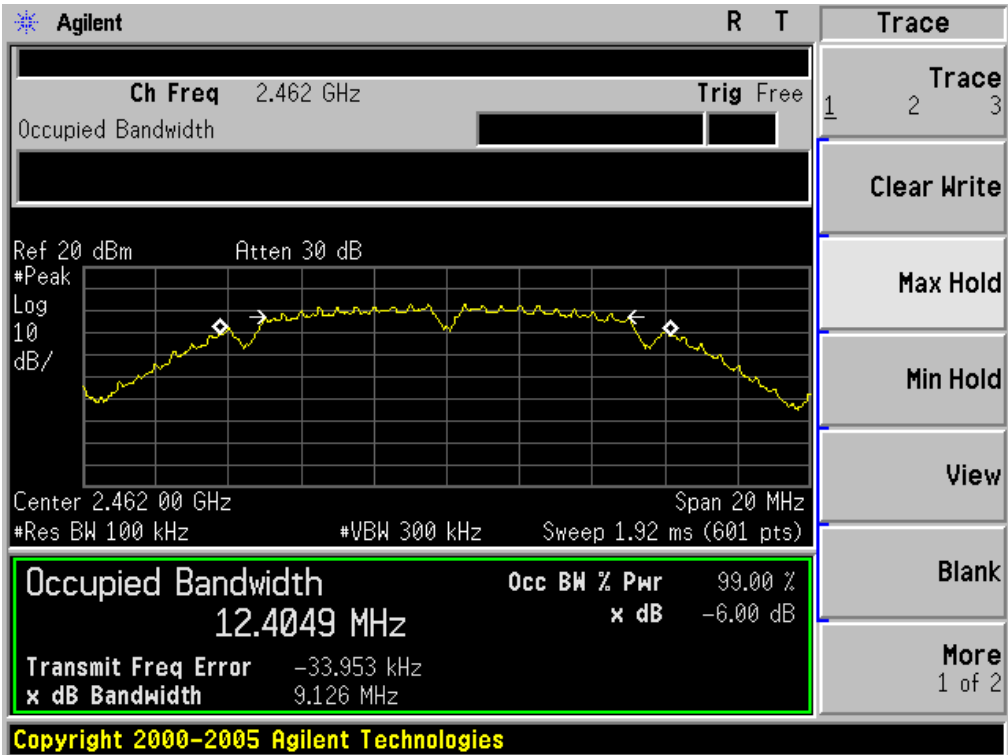 Agilent R T
Ch Freq 2.462 GHz Trig Free
Occupied Bandwidth
Ref 20 dBm Atten 30 dB
#Peak
Log
10
dB/
Center 2.462 00 GHz Span 20 MHz
#Res BW 100 kHz #VBW 300 kHz Sweep 1.92 ms (601 pts)
Occupied Bandwidth
12.4049 MHz
Occ BW % Pwr 99.00 %
x dB -6.00 dB
Transmit Freq Error -33.953 kHz
x dB Bandwidth 9.126 MHz
Copyright 2000-2005 Agilent Technologies
Trace
Trace
1 2 3
Clear Write
Max Hold
Min Hold
View
Blank
More
1 of 2